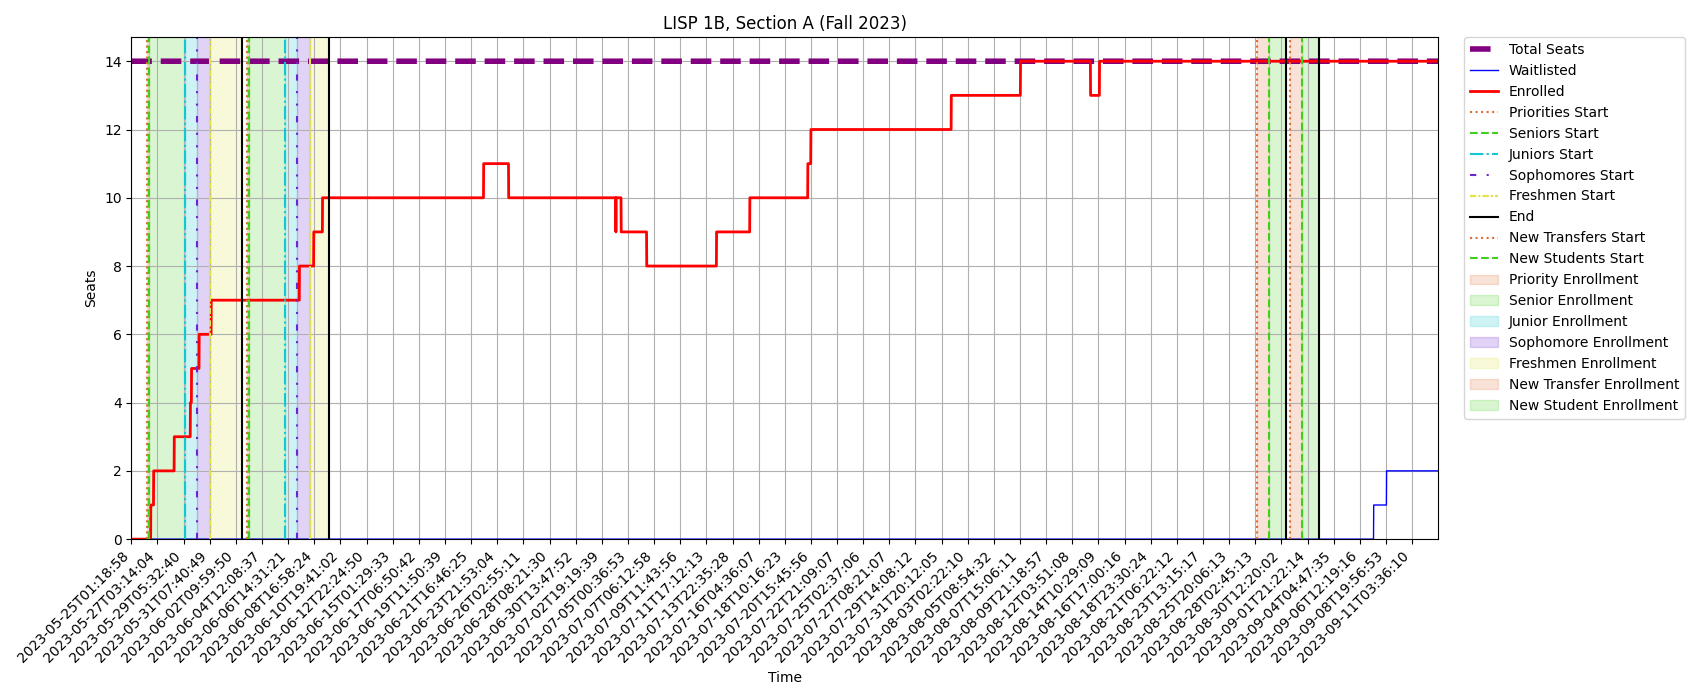 LISP 1B, Section A (Fall 2023)
Seats
14
12
10
8
6
4
2
0
2023-05-25T01:18:58
2023-05-27T03:14:04
2023-05-29T05:32:40
2023-05-31T07:40:49
2023-06-02T09:59:50
2023-06-04T12:08:37
2023-06-06T14:31:21
2023-06-08T16:58:24
2023-06-10T19:41:02
2023-06-12T22:24:50
2023-06-15T01:29:33
2023-06-17T06:50:42
2023-06-19T11:50:39
2023-06-21T16:46:25
2023-06-23T21:53:04
2023-06-26T02:55:11
2023-06-28T08:21:30
2023-06-30T13:47:52
2023-07-02T19:19:39
2023-07-05T00:36:53
2023-07-07T06:12:58
2023-07-09T11:43:56
2023-07-11T17:12:13
2023-07-13T22:35:28
2023-07-16T04:36:07
2023-07-18T10:16:23
2023-07-20T15:45:56
2023-07-22T21:09:07
2023-07-25T02:37:06
2023-07-27T08:21:07
2023-07-29T14:08:12
2023-07-31T20:12:05
2023-08-03T02:22:10
2023-08-05T08:54:32
2023-08-07T15:06:11
2023-08-09T21:18:57
2023-08-12T03:51:08
2023-08-14T10:29:09
2023-08-16T17:00:16
2023-08-18T23:30:24
2023-08-21T06:22:12
2023-08-23T13:15:17
2023-08-25T20:06:13
2023-08-28T02:45:13
2023-08-30T12:20:02
2023-09-01T21:22:14
2023-09-04T04:47:35
2023-09-06T12:19:16
2023-09-08T19:56:53
2023-09-11T03:36:10
Time
Total Seats
Waitlisted
Enrolled
Priorities Start
Seniors Start
Juniors Start
Sophomores Start
Freshmen Start
End
New Transfers Start
New Students Start
Priority Enrollment
Senior Enrollment
Junior Enrollment
Sophomore Enrollment
Freshmen Enrollment
New Transfer Enrollment
New Student Enrollment